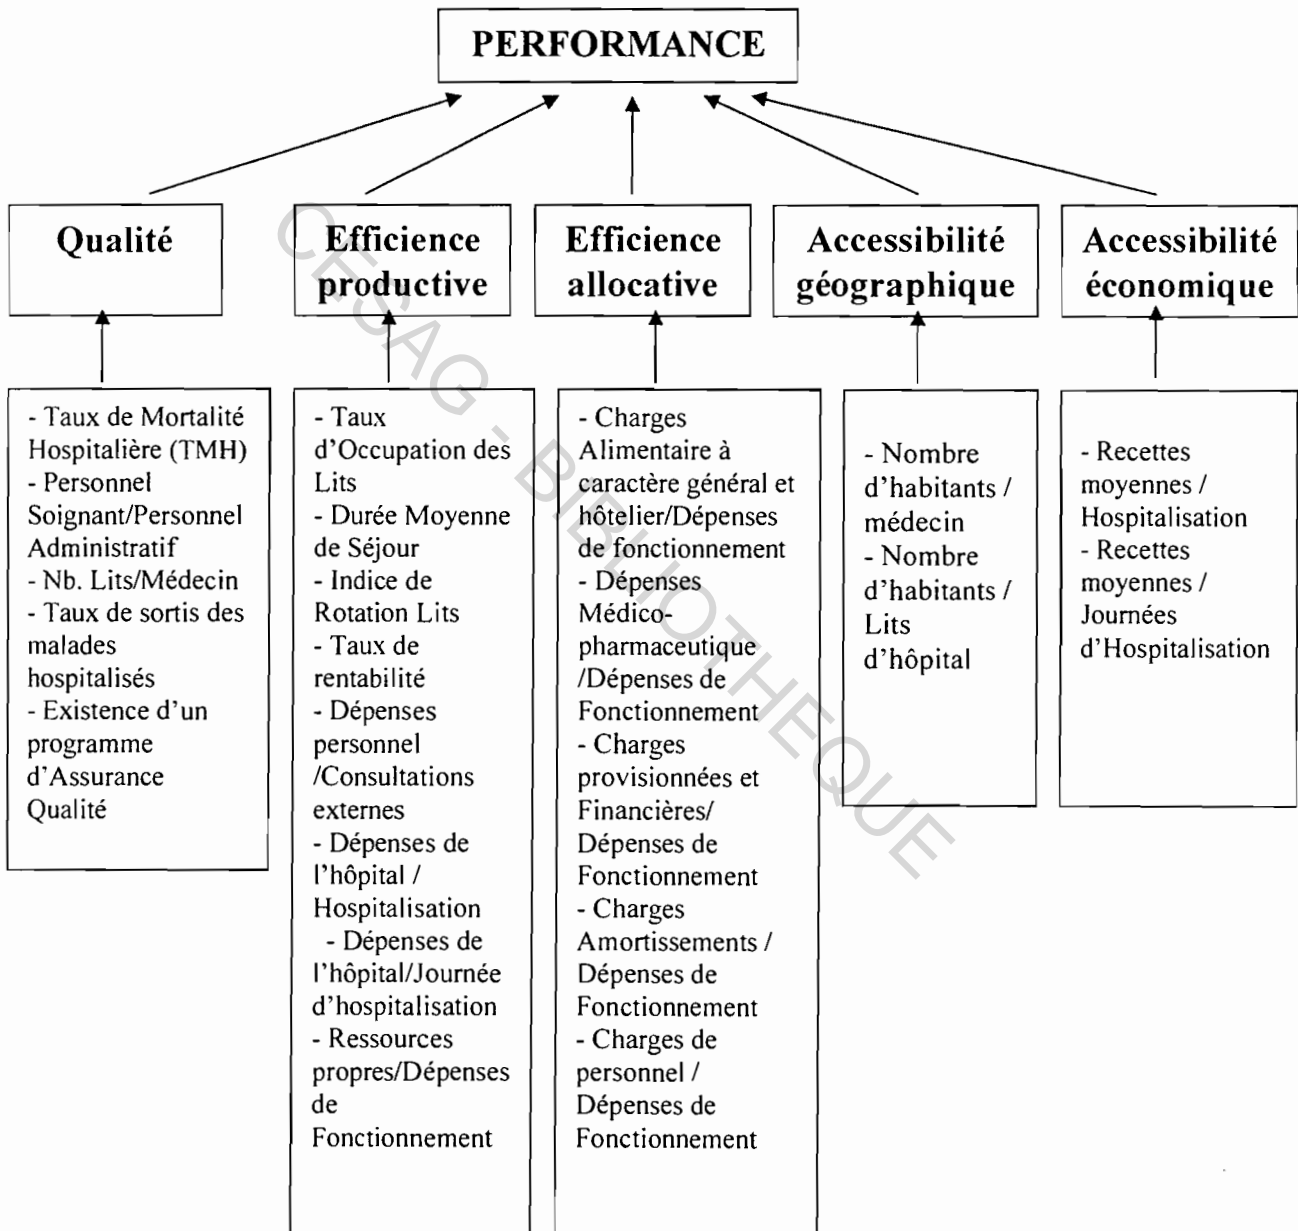 PERFORMANCE
Qualité
Efficience
productive
Efficience
allocative
Accessibilité
géographique
Accessibilité
économique
- Taux de Mortalité
Hospitalière (TMH)
- Personnel
Soignant/Personnel
Administratif
- Nb. Lits/Médecin
- Taux de sortis des
malades
hospitalisés
- Existence d'un
programme
d'Assurance
Qualité
- Taux
d'Occupation des
Lits
- Durée Moyenne
de Séjour
- Indice de
Rotation Lits
- Taux de
rentabilité
- Dépenses
personnel
/Consultations
externes
- Dépenses de
l'hôpital /
Hospitalisation
- Dépenses de
l'hôpital/Journée
d'hospitalisation
- Ressources
propres/Dépenses
de
Fonctionnement
- Charges
Alimentaire à
caractère général et
hôtelier/Dépenses
de fonctionnement
- Dépenses
Médico-
pharmaceutique
/Dépenses de
Fonctionnement
- Charges
provisionnées et
Financières/
Dépenses de
Fonctionnement
- Charges
Amortissements /
Dépenses de
Fonctionnement
- Charges de
personnel /
Dépenses de
Fonctionnement
- Nombre
d'habitants /
médecin
- Nombre
d'habitants /
Lits
d'hôpital
- Recettes
moyennes /
Hospitalisation
- Recettes
moyennes /
Journées
d'Hospitalisation
CESAG - BIBLIOTHEQUE